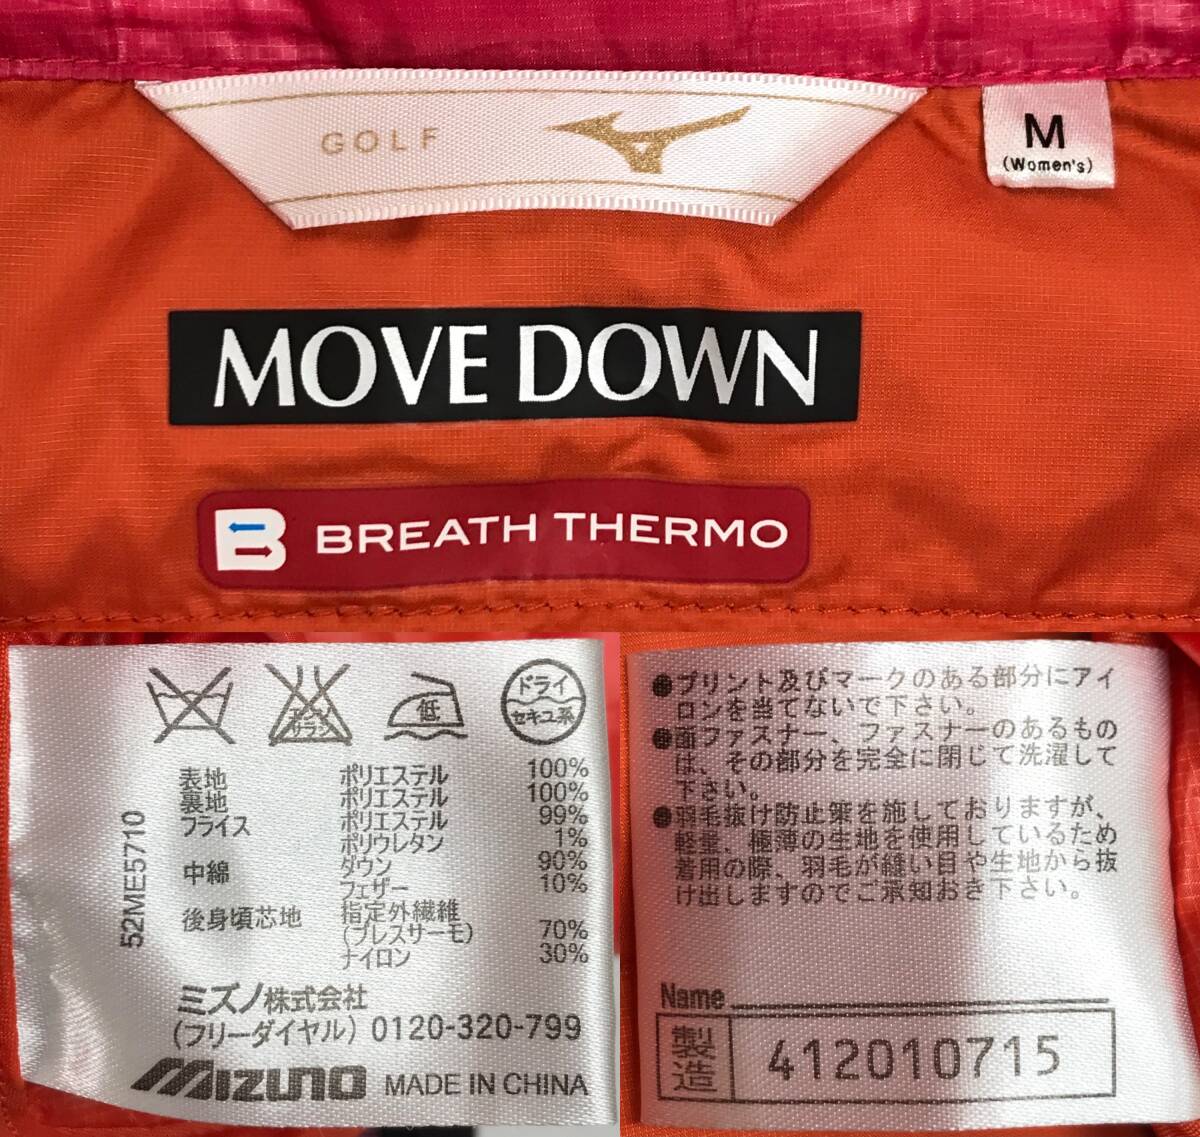 GOLF
M
(Women's)
MOVE DOWN
B BREATH THERMO
エンソ
サラシ
低
ドライ
セキユ系
表地 ポリエステル 100%
裏地 ポリエステル 100%
フライス ポリエステル 99%
ポリウレタン 1%
中綿 ダウン 90%
フェザー 10%
後身頃芯地 指定外繊維
(ブレスサーモ) 70%
ナイロン 30%
52ME5710
ミズノ株式会社
(フリーダイヤル) 0120-320-799
MIZUNO MADE IN CHINA
●プリント及びマークのある部分にアイ
ロンを当てないで下さい。
●面ファスナー、ファスナーのあるもの
は、その部分を完全に閉じて洗濯して
下さい。
●羽毛抜け防止策を施しておりますが、
軽量、極薄の生地を使用しているため
着用の際、羽毛が縫い目や生地から抜
け出しますのでご承知おき下さい。
Name
製造 412010715